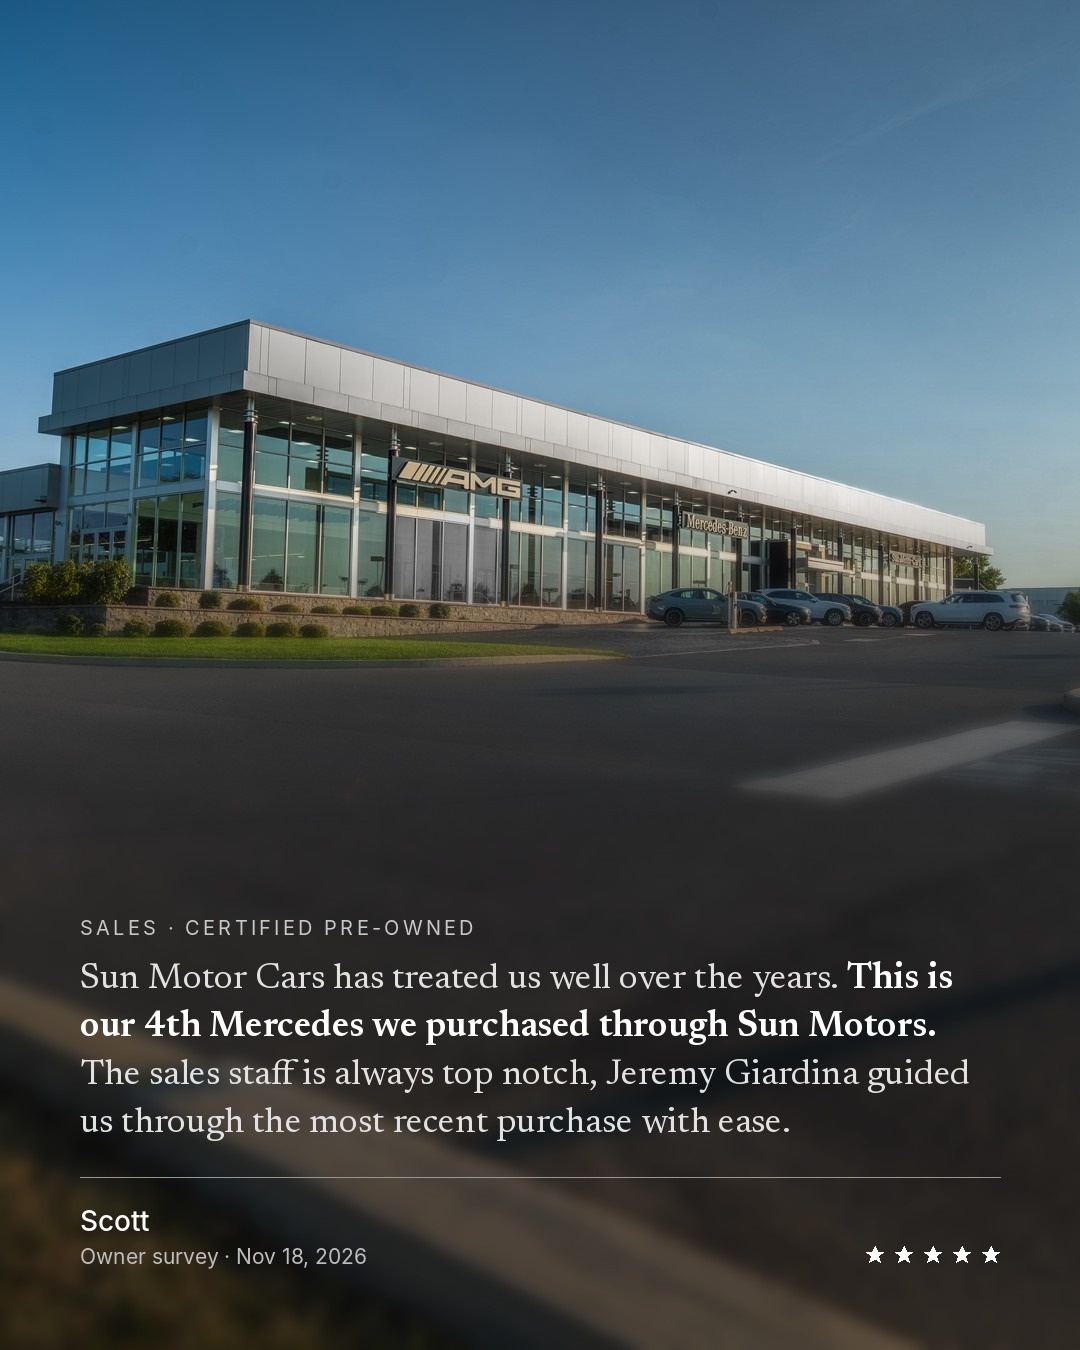 AMG
Mercedes-Benz
SALES · CERTIFIED PRE-OWNED
Sun Motor Cars has treated us well over the years. This is
our 4th Mercedes we purchased through Sun Motors.
The sales staff is always top notch, Jeremy Giardina guided
us through the most recent purchase with ease.
Scott
Owner survey · Nov 18, 2026